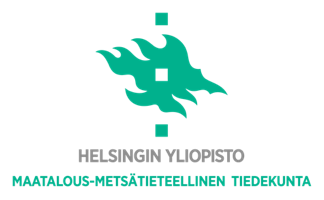 HELSINGIN YLIOPISTO
MAATALOUS-METSÄTIETEELLINEN TIEDEKUNTA